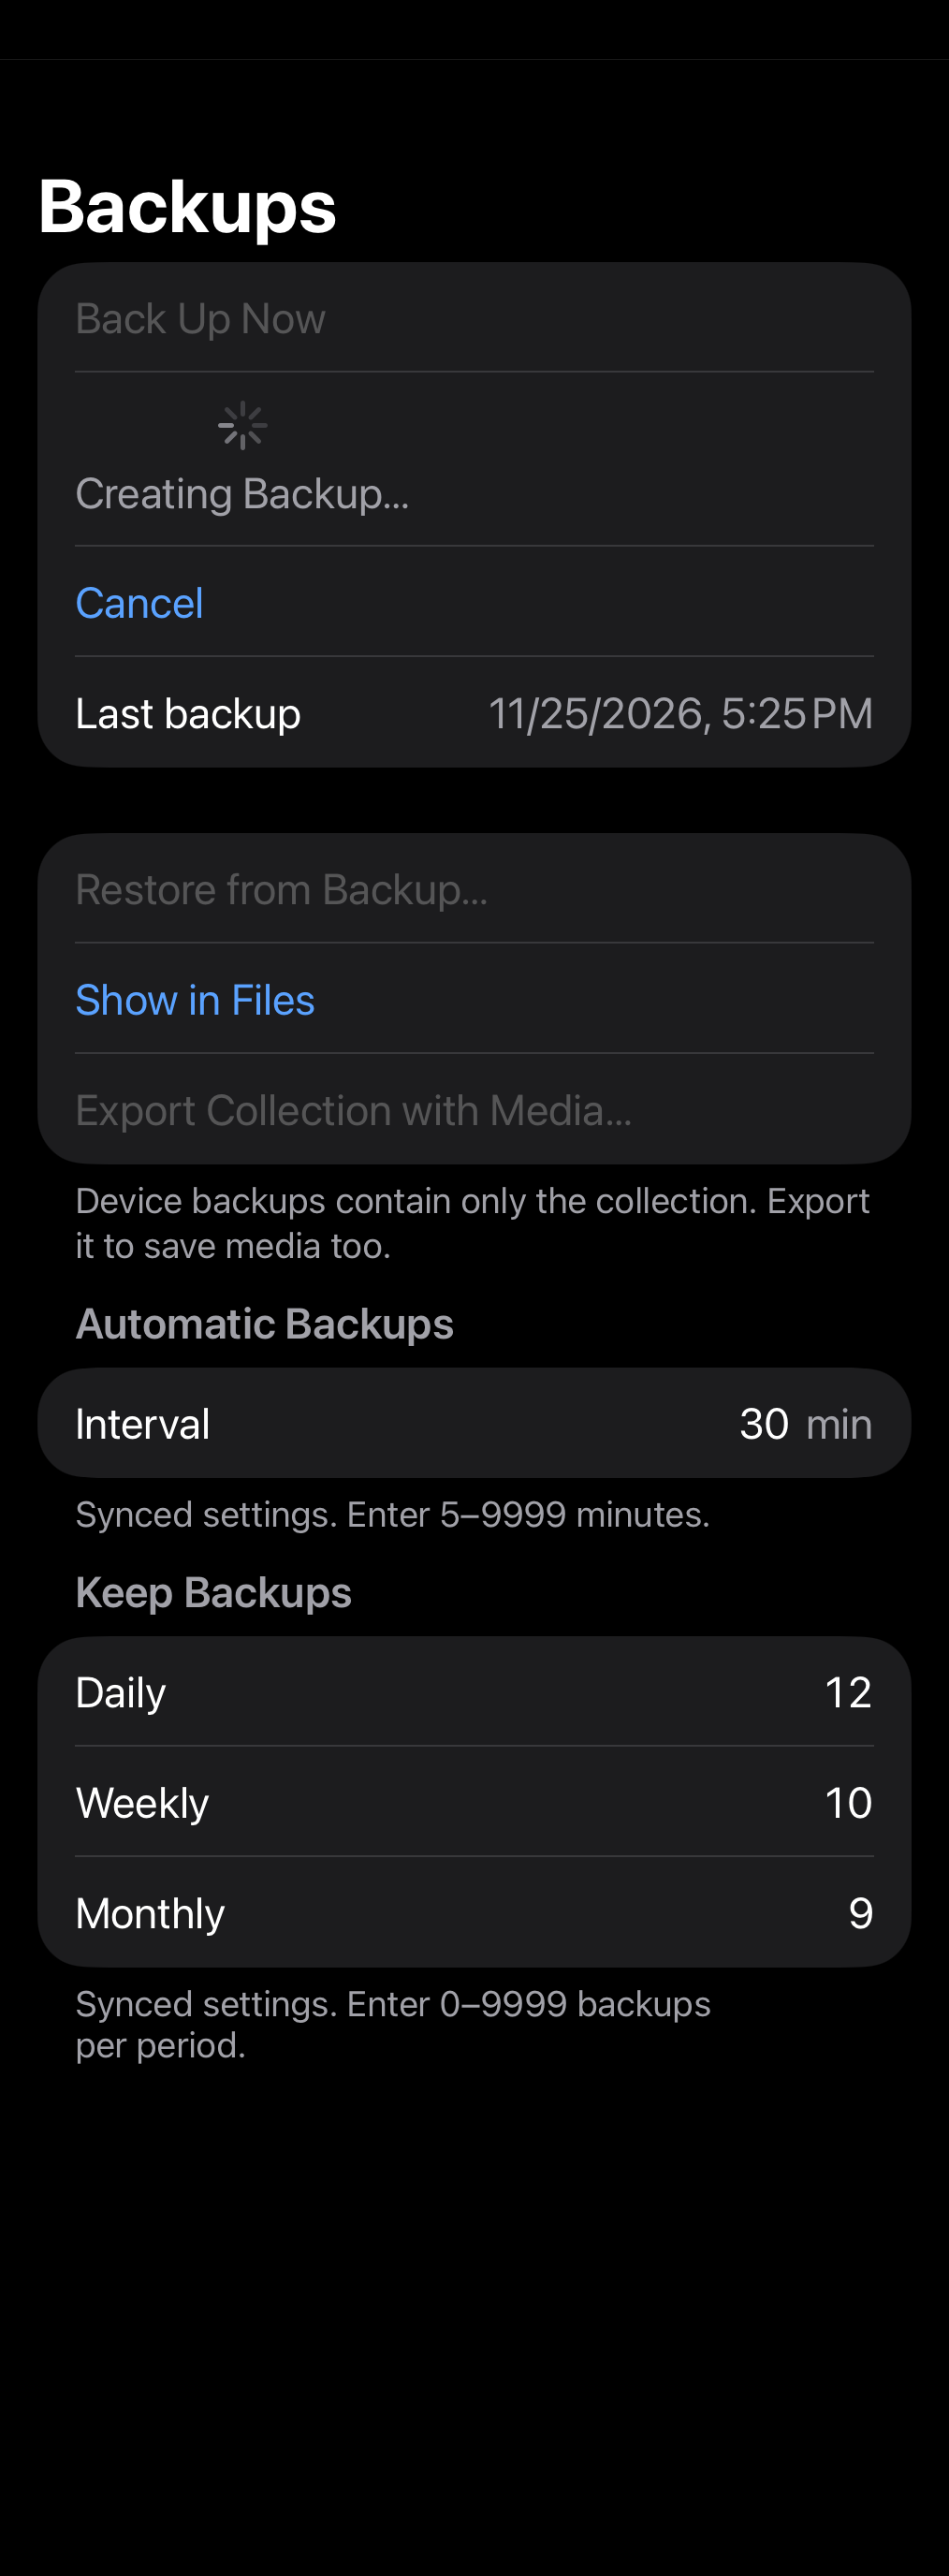 Backups
Back Up Now
Creating Backup...
Cancel
Last backup 11/25/2026, 5:25 PM
Restore from Backup...
Show in Files
Export Collection with Media...
Device backups contain only the collection. Export
it to save media too.
Automatic Backups
Interval 30 min
Synced settings. Enter 5–9999 minutes.
Keep Backups
Daily 12
Weekly 10
Monthly 9
Synced settings. Enter 0–9999 backups
per period.